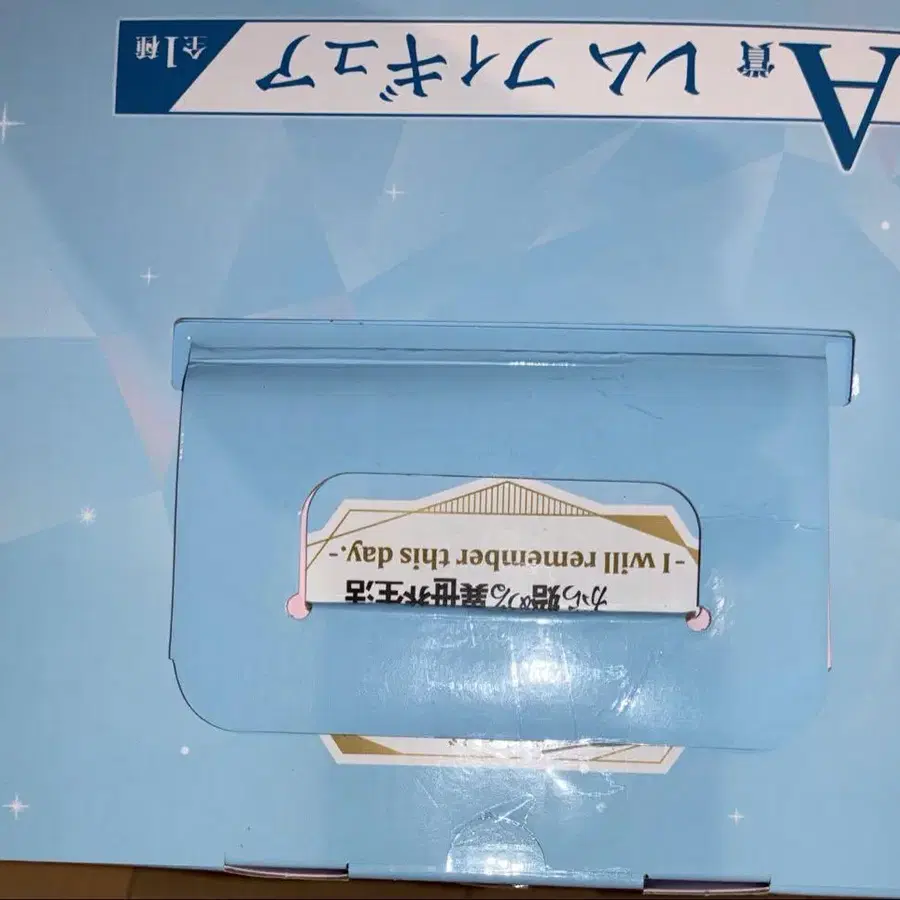 から始める異世界生活
-I will remember this day.-
A賞 レム フィギュア 全1種